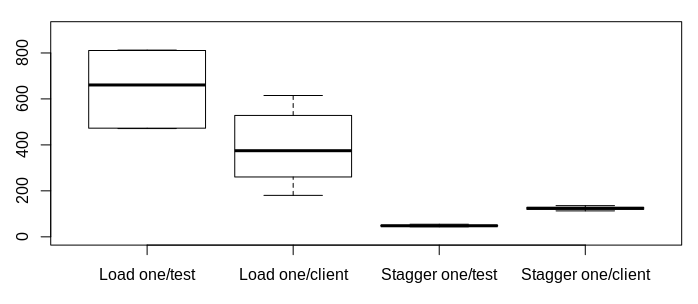 800
600
400
200
0
Load one/test
Load one/client
Stagger one/test
Stagger one/client